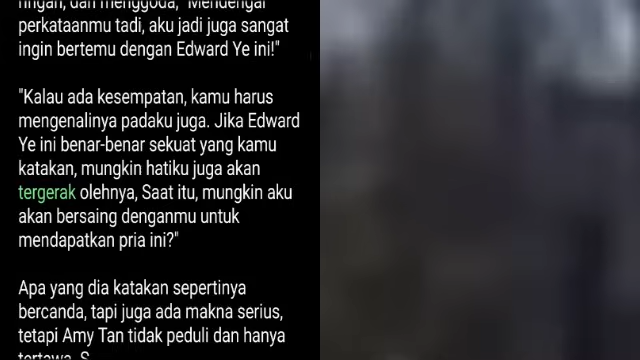 ringan, dan menggoda, "Mendengar
perkataanmu tadi, aku jadi juga sangat
ingin bertemu dengan Edward Ye ini!"
"Kalau ada kesempatan, kamu harus
mengenalinya padaku juga. Jika Edward
Ye ini benar-benar sekuat yang kamu
katakan, mungkin hatiku juga akan
tergerak olehnya, Saat itu, mungkin aku
akan bersaing denganmu untuk
mendapatkan pria ini?"
Apa yang dia katakan sepertinya
bercanda, tapi juga ada makna serius,
tetapi Amy Tan tidak peduli dan hanya
tertawa. S